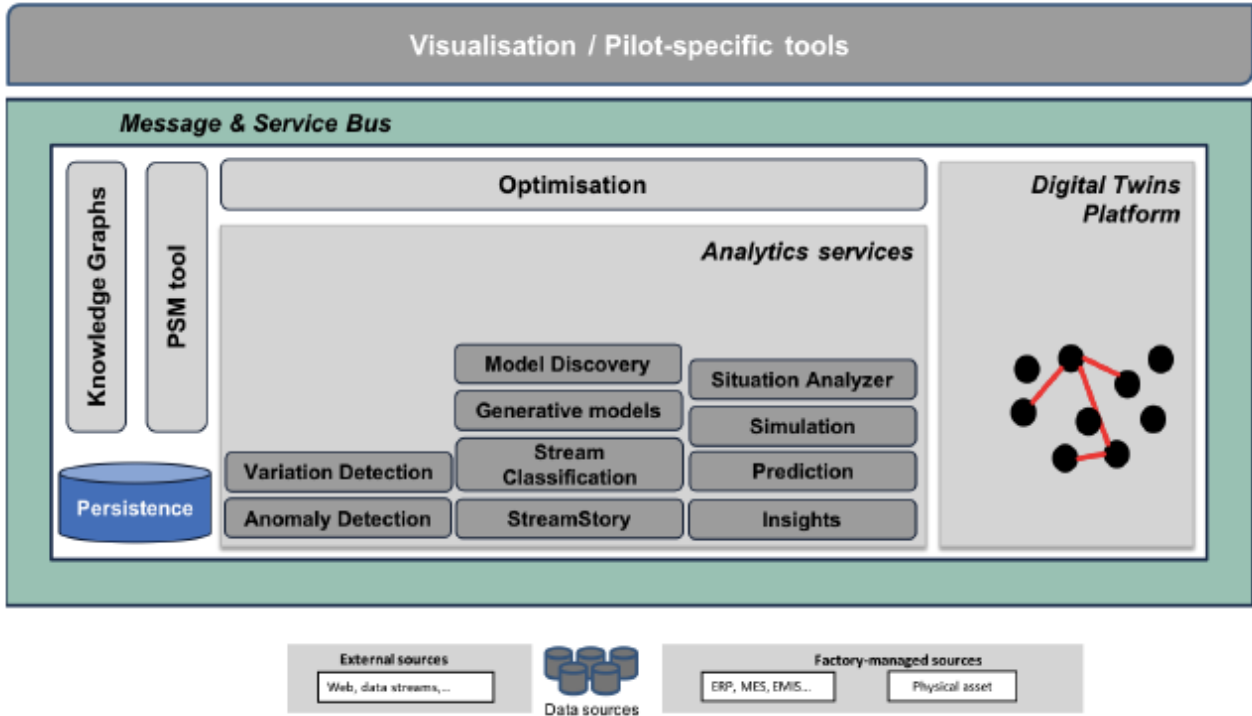 Visualisation / Pilot-specific tools
Message & Service Bus
Knowledge Graphs
PSM tool
Persistence
Optimisation
Analytics services
Variation Detection
Anomaly Detection
Model Discovery
Generative models
Stream
Classification
StreamStory
Situation Analyzer
Simulation
Prediction
Insights
Digital Twins
Platform
External sources
Web, data streams,...
Data sources
Factory-managed sources
ERP, MES, EMIS...
Physical asset